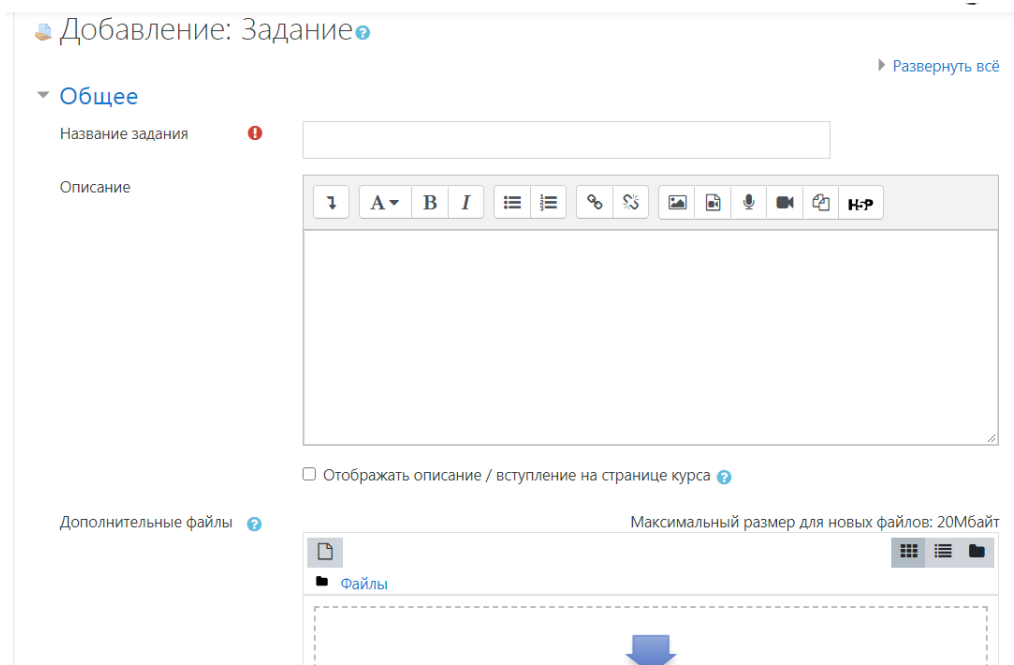 Добавление: Задание
Развернуть всё
Общее
Название задания
Описание
A B I H5P
Отображать описание / вступление на странице курса
Дополнительные файлы
Максимальный размер для новых файлов: 20Мбайт
Файлы